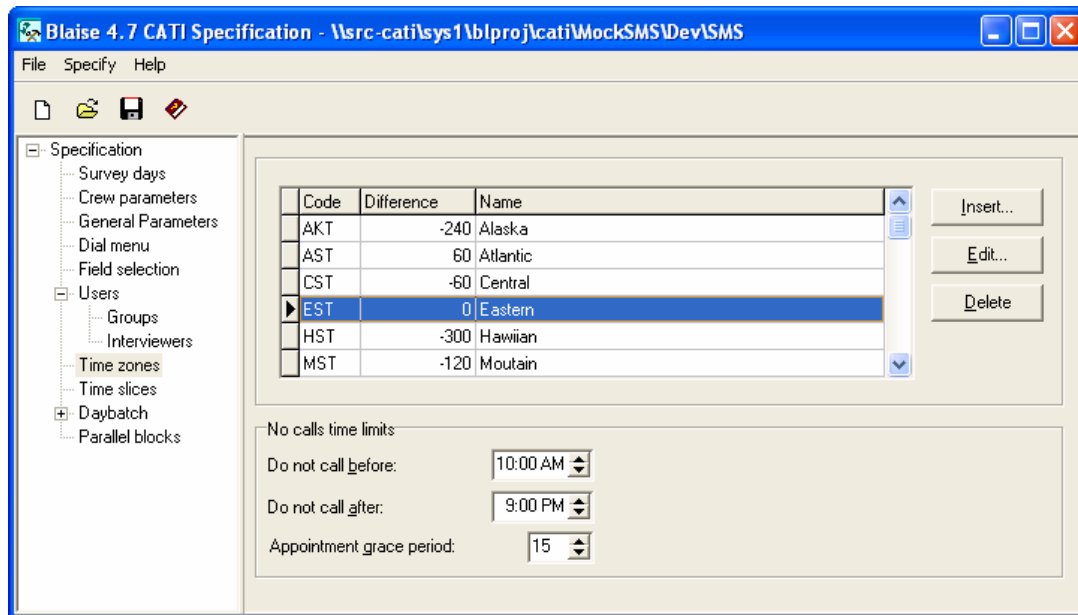 Blaise 4.7 CATI Specification - \\src-cati\sys1\blproj\cati\MockSMS\Dev\SMS
File Specify Help
Specification
Survey days
Crew parameters
General Parameters
Dial menu
Field selection
Users
Groups
Interviewers
Time zones
Time slices
Daybatch
Parallel blocks
Code Difference Name
AKT -240 Alaska
AST 60 Atlantic
CST -60 Central
EST 0 Eastern
HST -300 Hawiian
MST -120 Moutain
Insert...
Edit...
Delete
No calls time limits
Do not call before: 10:00 AM
Do not call after: 9:00 PM
Appointment grace period: 15